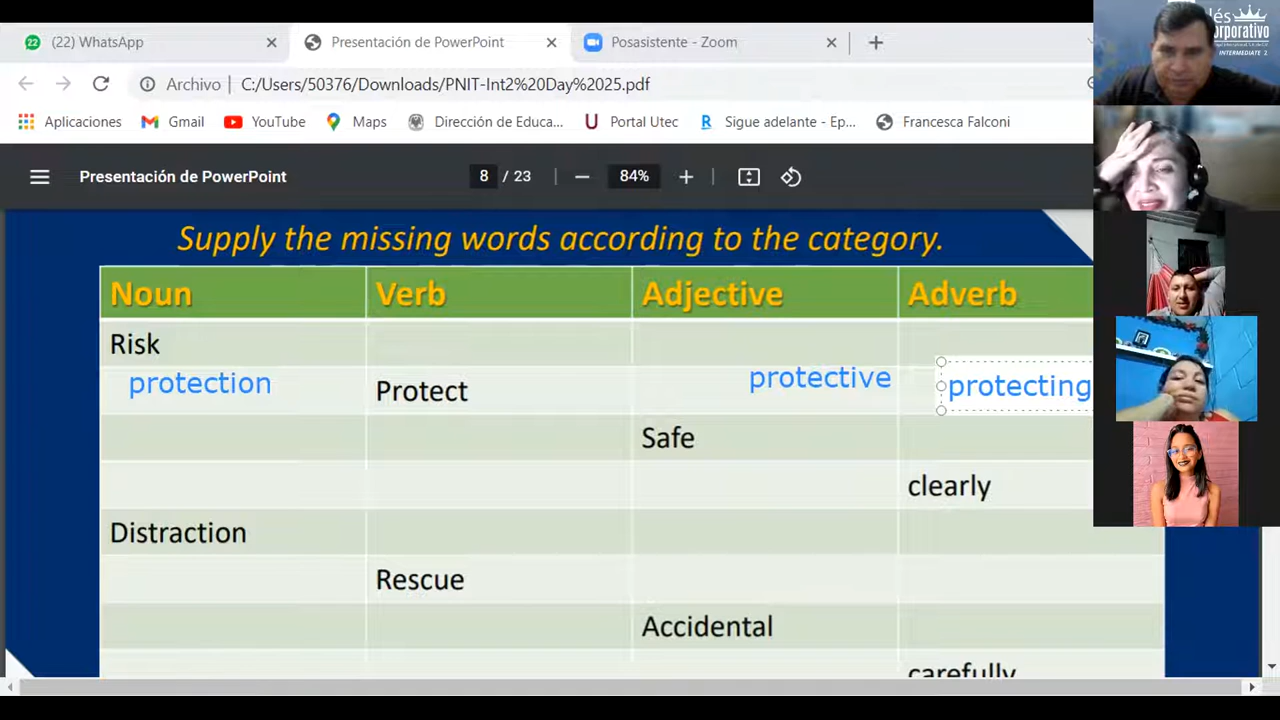 (22) WhatsApp
Presentación de PowerPoint
Posasistente - Zoom
Archivo
C:/Users/50376/Downloads/PNIT-Int2%20Day%2025.pdf
Aplicaciones
Gmail
YouTube
Maps
Dirección de Educa...
Portal Utec
Sigue adelante - Ep...
Francesca Falconi
Presentación de PowerPoint
8 / 23
84%
Supply the missing words according to the category.
Noun Verb Adjective Adverb
Risk
protection Protect protective protecting
Safe
clearly
Distraction
Rescue
Accidental
carefully
lés
orporativo
INTERMEDIATE 2